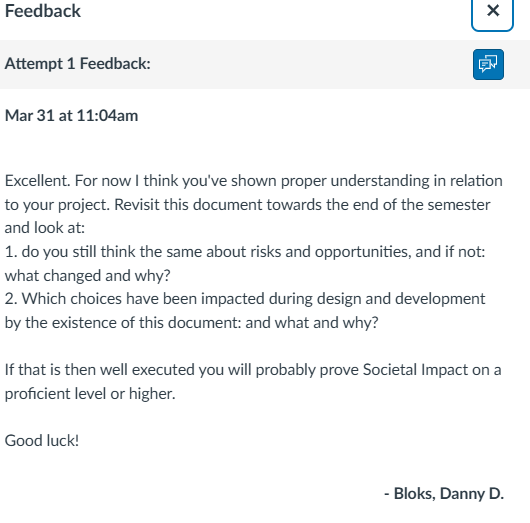 Feedback
×
Attempt 1 Feedback:
Mar 31 at 11:04am
Excellent. For now I think you've shown proper understanding in relation
to your project. Revisit this document towards the end of the semester
and look at:
1. do you still think the same about risks and opportunities, and if not:
what changed and why?
2. Which choices have been impacted during design and development
by the existence of this document: and what and why?
If that is then well executed you will probably prove Societal Impact on a
proficient level or higher.
Good luck!
- Bloks, Danny D.